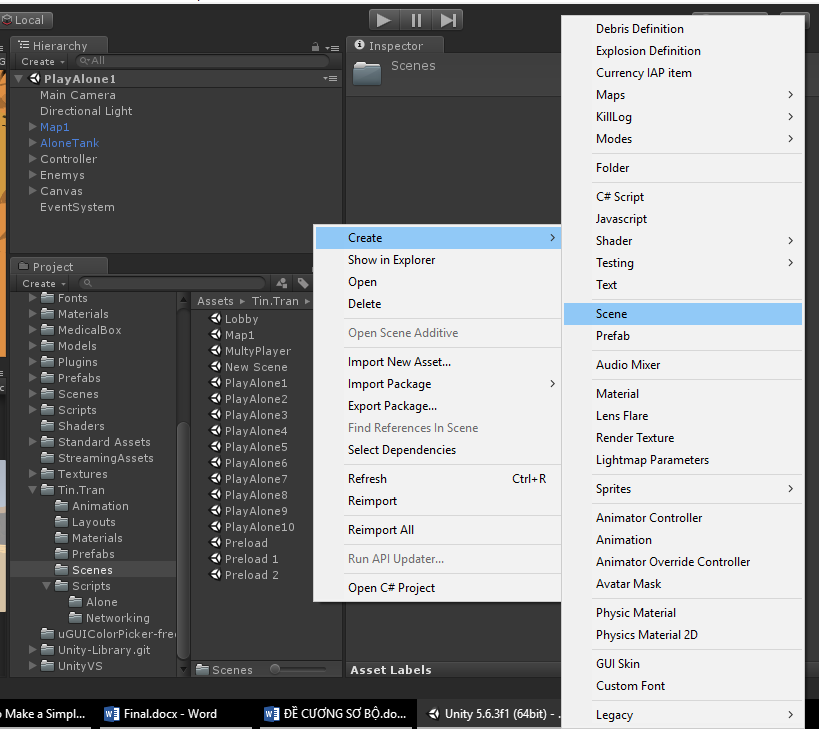 Local
Hierarchy
Create
All
PlayAlone1
Main Camera
Directional Light
Map1
AloneTank
Controller
Enemys
Canvas
EventSystem
Inspector
Scenes
Project
Create
Fonts
Materials
MedicalBox
Models
Plugins
Prefabs
Scenes
Scripts
Shaders
Standard Assets
StreamingAssets
Textures
Tin.Tran
Animation
Layouts
Materials
Prefabs
Scenes
Scripts
Alone
Networking
uGUIColorPicker-free
Unity-Library.git
UnityVS
Assets ▸ Tin.Tran ▸
Lobby
Map1
MultyPlayer
New Scene
PlayAlone1
PlayAlone2
PlayAlone3
PlayAlone4
PlayAlone5
PlayAlone6
PlayAlone7
PlayAlone8
PlayAlone9
PlayAlone10
Preload
Preload 1
Preload 2
Scenes
Asset Labels
Create
Show in Explorer
Open
Delete
Open Scene Additive
Import New Asset...
Import Package
Export Package...
Find References In Scene
Select Dependencies
Refresh Ctrl+R
Reimport
Reimport All
Run API Updater...
Open C# Project
Debris Definition
Explosion Definition
Currency IAP item
Maps
KillLog
Modes
Folder
C# Script
Javascript
Shader
Testing
Text
Scene
Prefab
Audio Mixer
Material
Lens Flare
Render Texture
Lightmap Parameters
Sprites
Animator Controller
Animation
Animator Override Controller
Avatar Mask
Physic Material
Physics Material 2D
GUI Skin
Custom Font
Legacy
Make a Simpl...
Final.docx - Word
ĐỀ CƯƠNG SƠ BỘ.do...
Unity 5.6.3f1 (64bit) - .